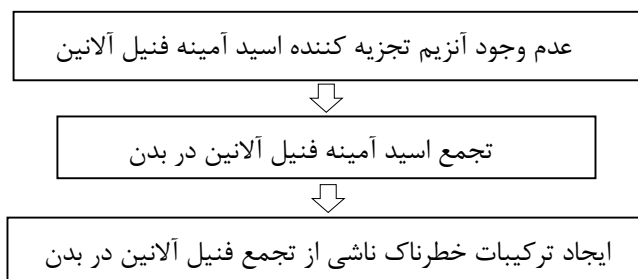 عدم وجود آنزیم تجزیه کننده اسید آمینه فنیل آلانین
تجمع اسید آمینه فنیل آلانین در بدن
ایجاد ترکیبات خطرناک ناشی از تجمع فنیل آلانین در بدن